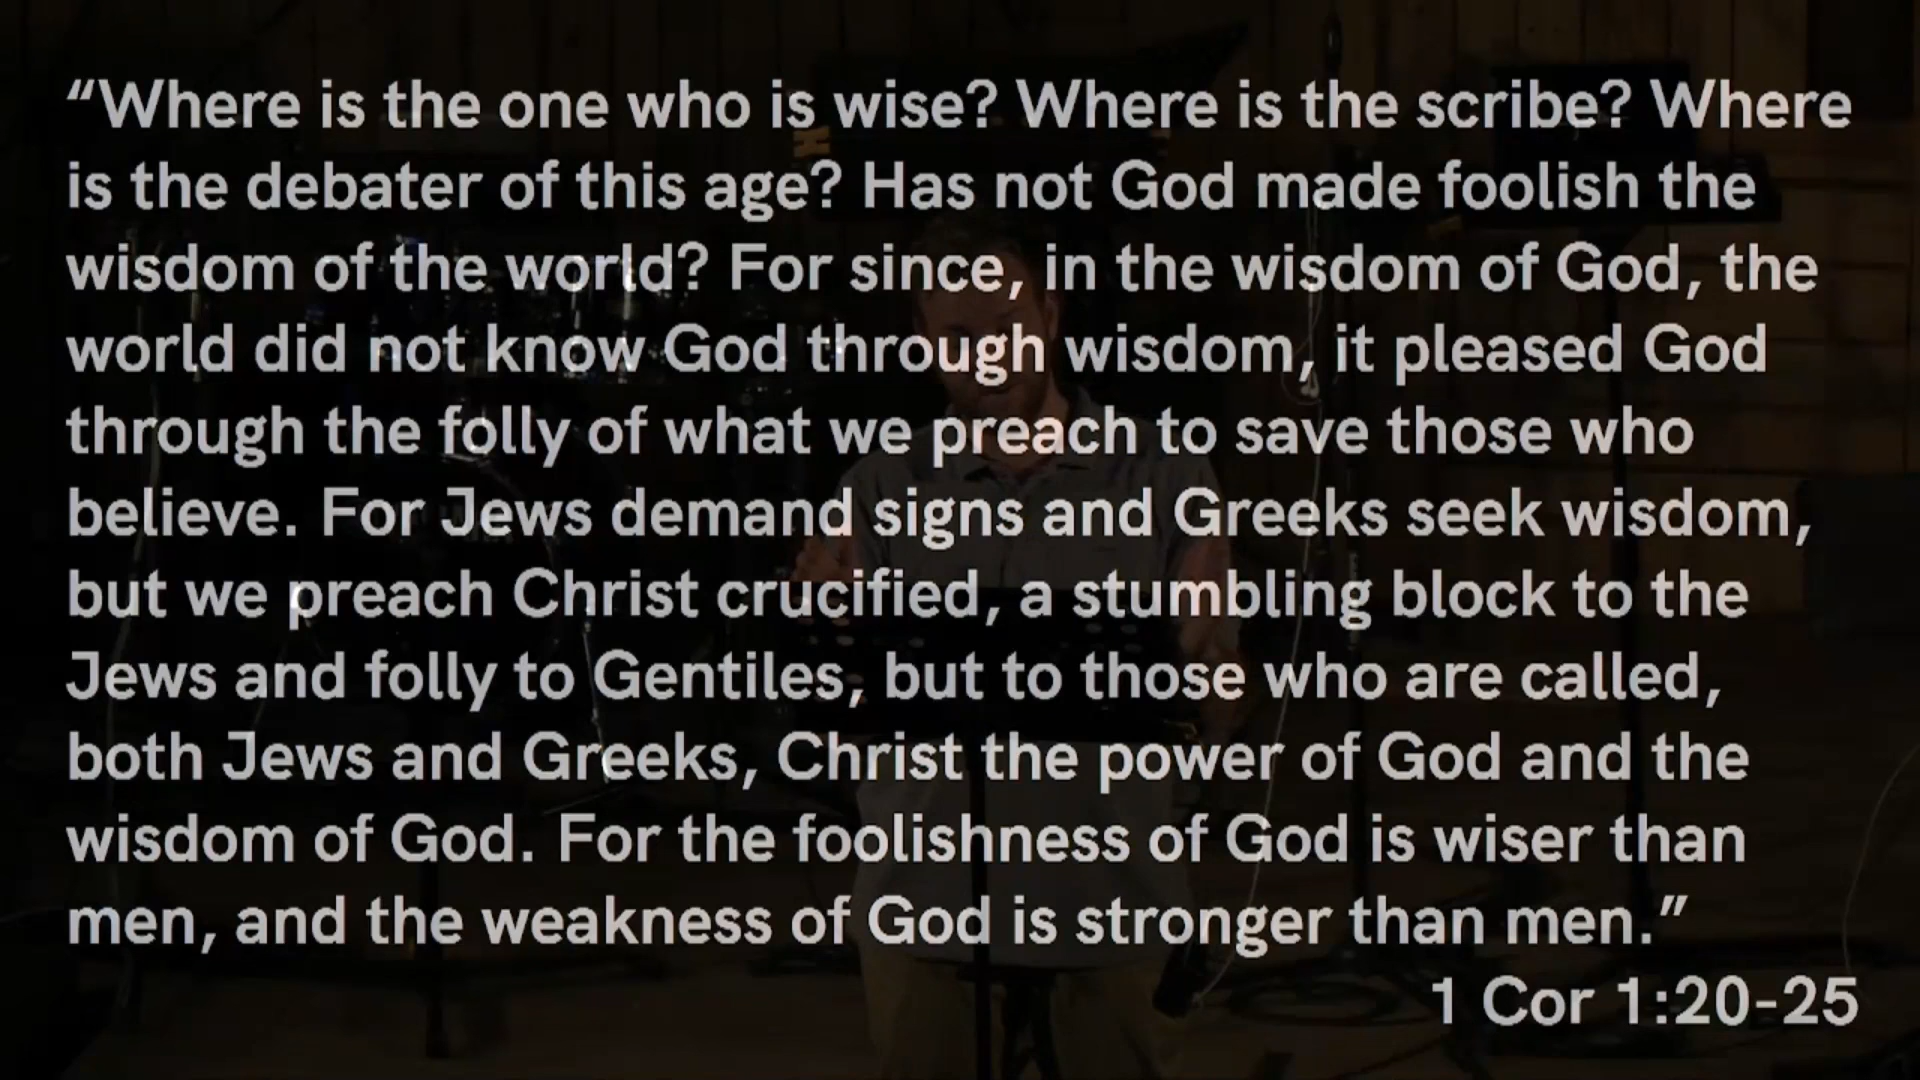 “Where is the one who is wise? Where is the scribe? Where
is the debater of this age? Has not God made foolish the
wisdom of the world? For since, in the wisdom of God, the
world did not know God through wisdom, it pleased God
through the folly of what we preach to save those who
believe. For Jews demand signs and Greeks seek wisdom,
but we preach Christ crucified, a stumbling block to the
Jews and folly to Gentiles, but to those who are called,
both Jews and Greeks, Christ the power of God and the
wisdom of God. For the foolishness of God is wiser than
men, and the weakness of God is stronger than men.”
1 Cor 1:20-25